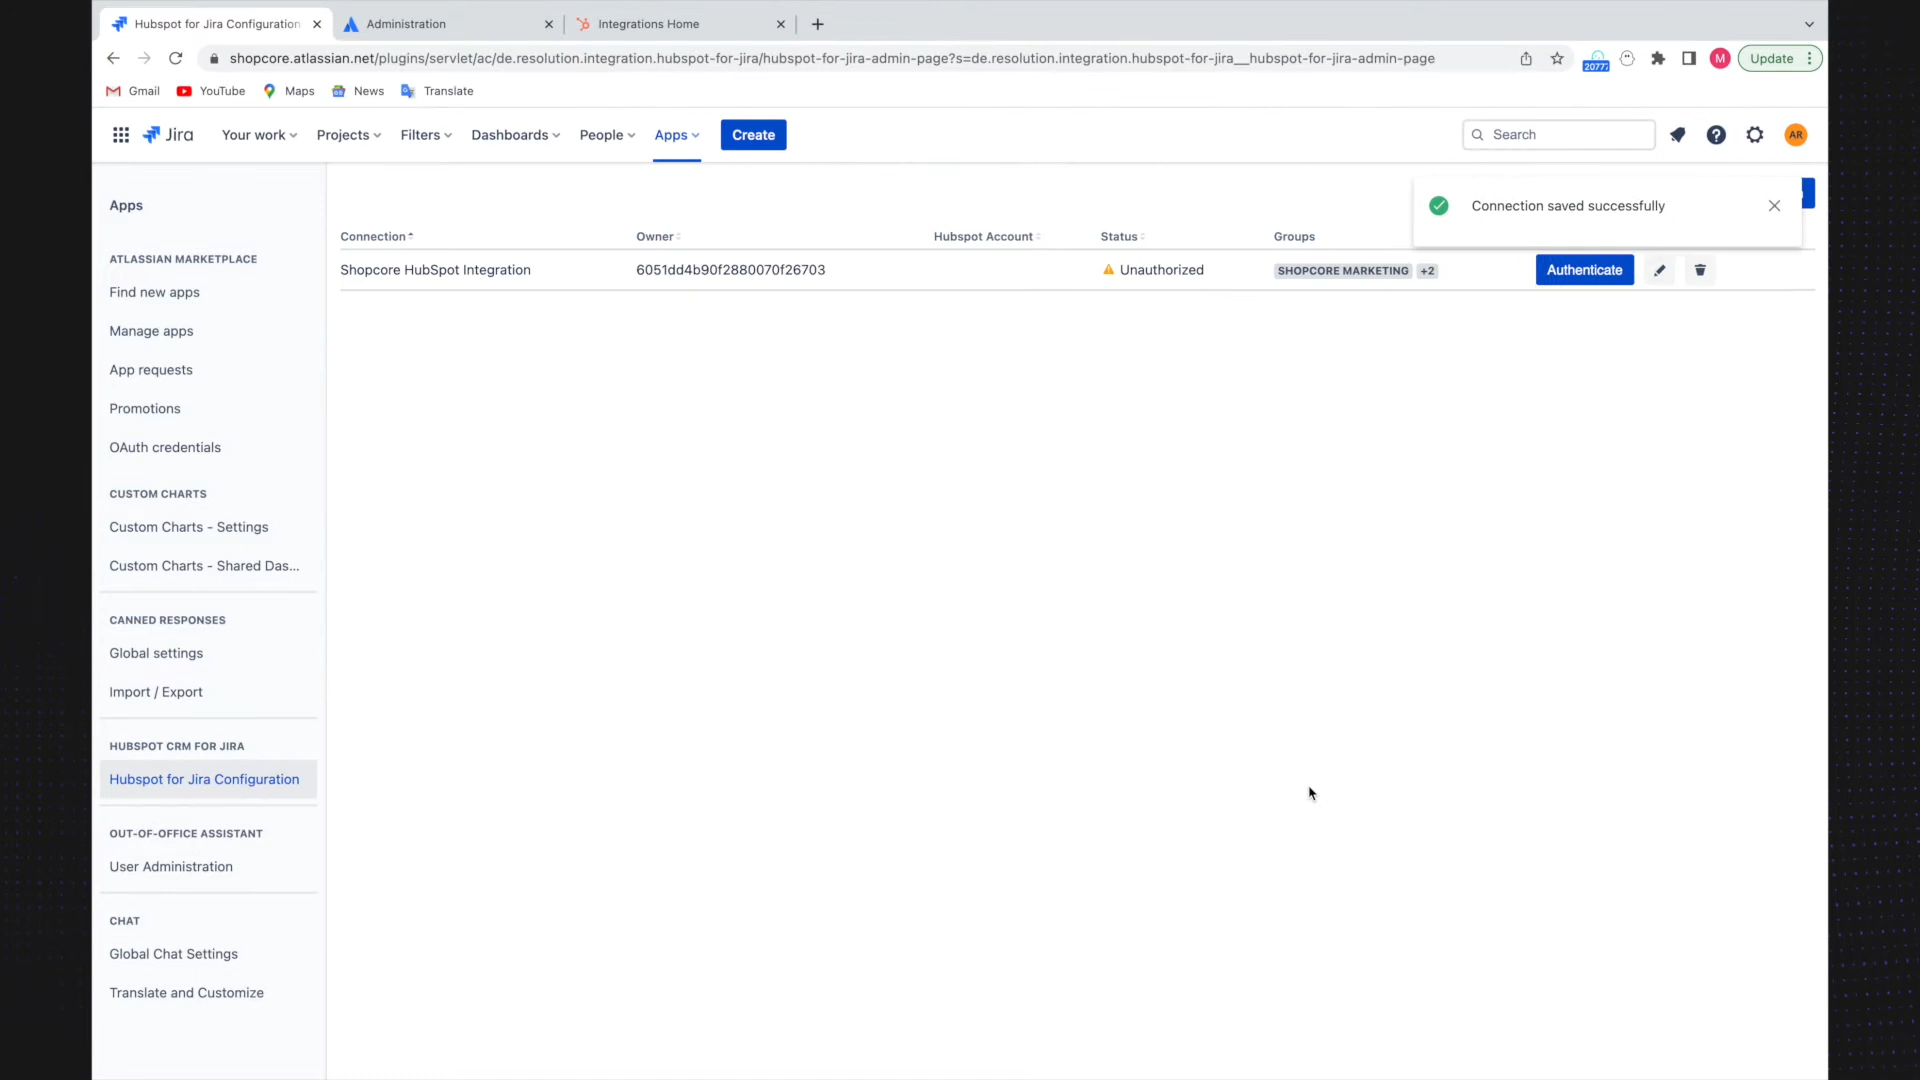 Hubspot for Jira Configuration
Administration
Integrations Home
shopcore.atlassian.net/plugins/servlet/ac/de.resolution.integration.hubspot-for-jira/hubspot-for-jira-admin-page?s=de.resolution.integration.hubspot-for-jira__hubspot-for-jira-admin-page
20777
M
Update
Gmail
YouTube
Maps
News
Translate
Jira
Your work
Projects
Filters
Dashboards
People
Apps
Create
Search
AR
Apps
ATLASSIAN MARKETPLACE
Find new apps
Manage apps
App requests
Promotions
OAuth credentials
CUSTOM CHARTS
Custom Charts - Settings
Custom Charts - Shared Das...
CANNED RESPONSES
Global settings
Import / Export
HUBSPOT CRM FOR JIRA
Hubspot for Jira Configuration
OUT-OF-OFFICE ASSISTANT
User Administration
CHAT
Global Chat Settings
Translate and Customize
Connection saved successfully
Connection Owner Hubspot Account Status Groups
Shopcore HubSpot Integration 6051dd4b90f2880070f26703 Unauthorized SHOPCORE MARKETING +2 Authenticate